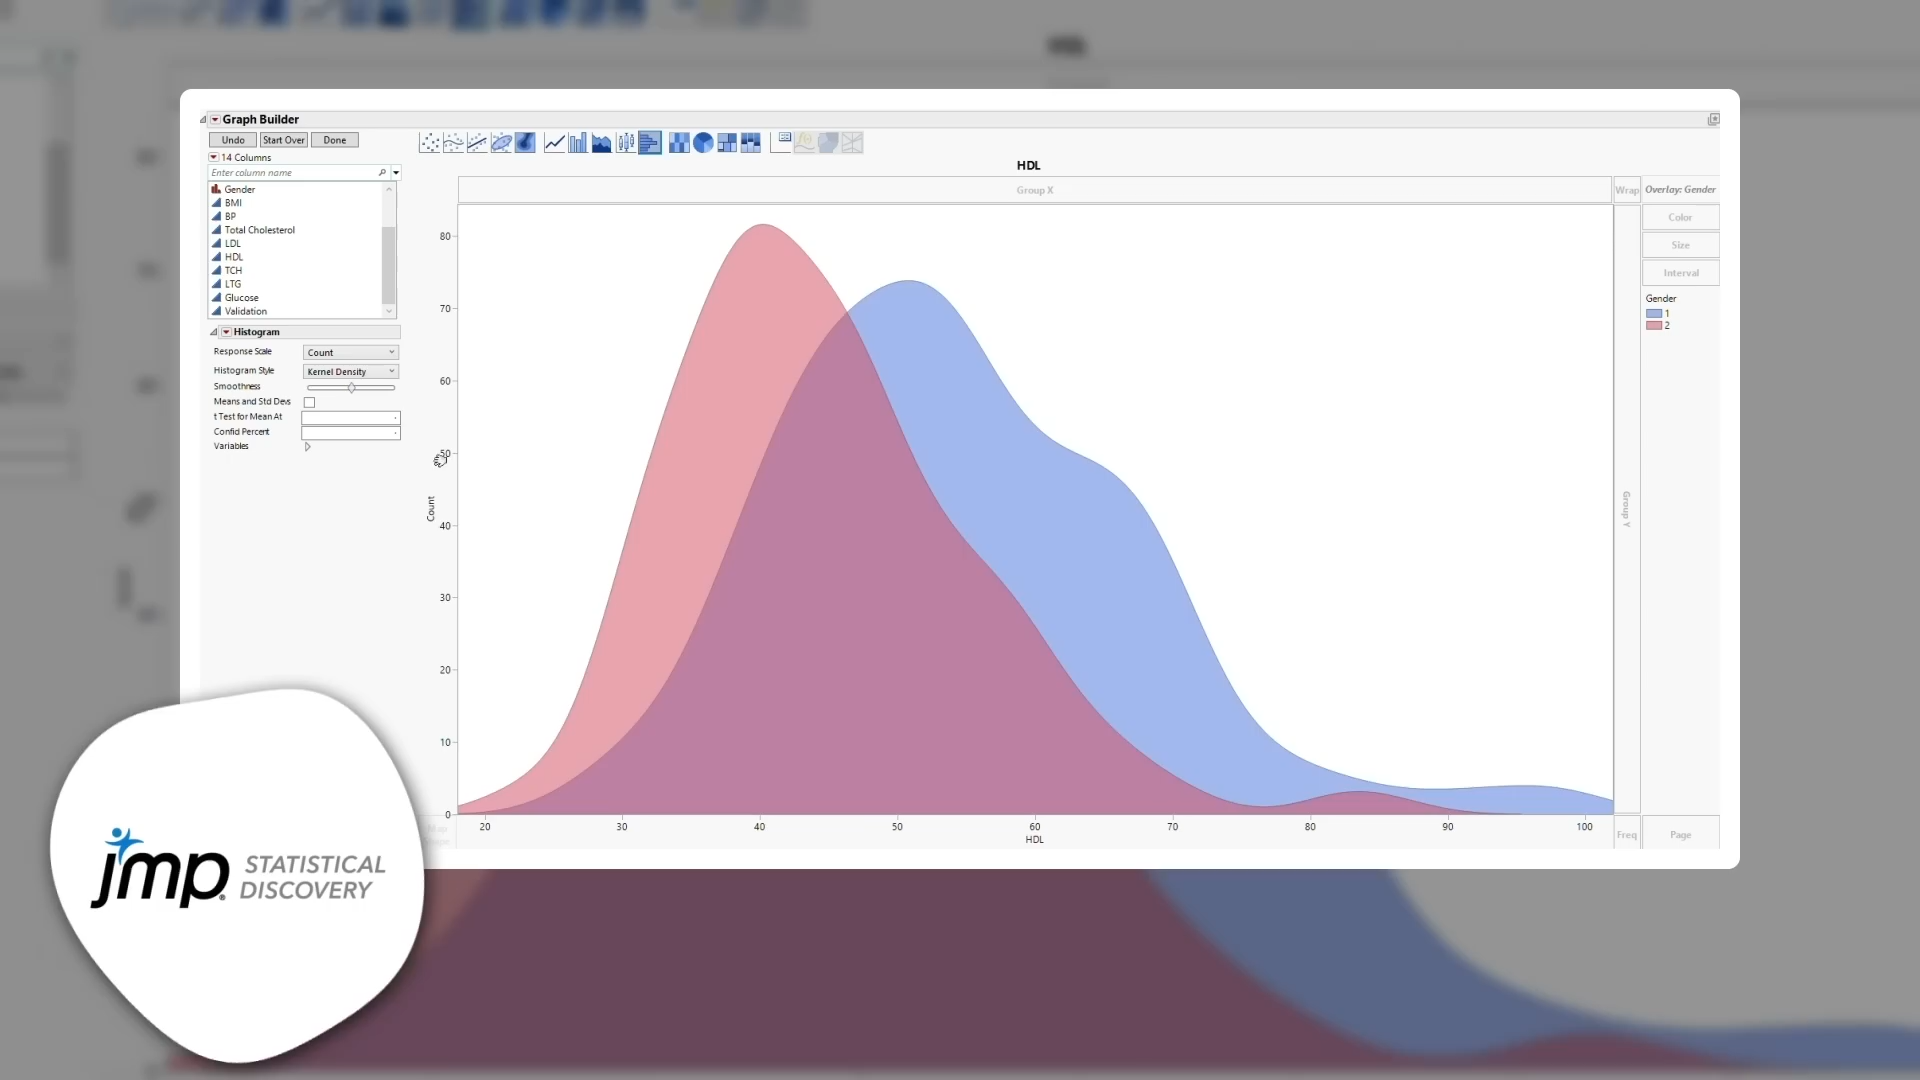 Graph Builder
Undo
Start Over
Done
14 Columns
Enter column name
Gender
BMI
BP
Total Cholesterol
LDL
HDL
TCH
LTG
Glucose
Validation
Histogram
Response Scale
Count
Histogram Style
Kernel Density
Smoothness
Means and Std Devs
t Test for Mean At
Confid Percent
Variables
HDL
Group X
Wrap
Overlay: Gender
Color
Size
Interval
Gender
1
2
80
70
60
50
40
30
20
10
0
Count
Group Y
20
30
40
50
60
70
80
90
100
HDL
Freq
Page
jmp STATISTICAL
DISCOVERY